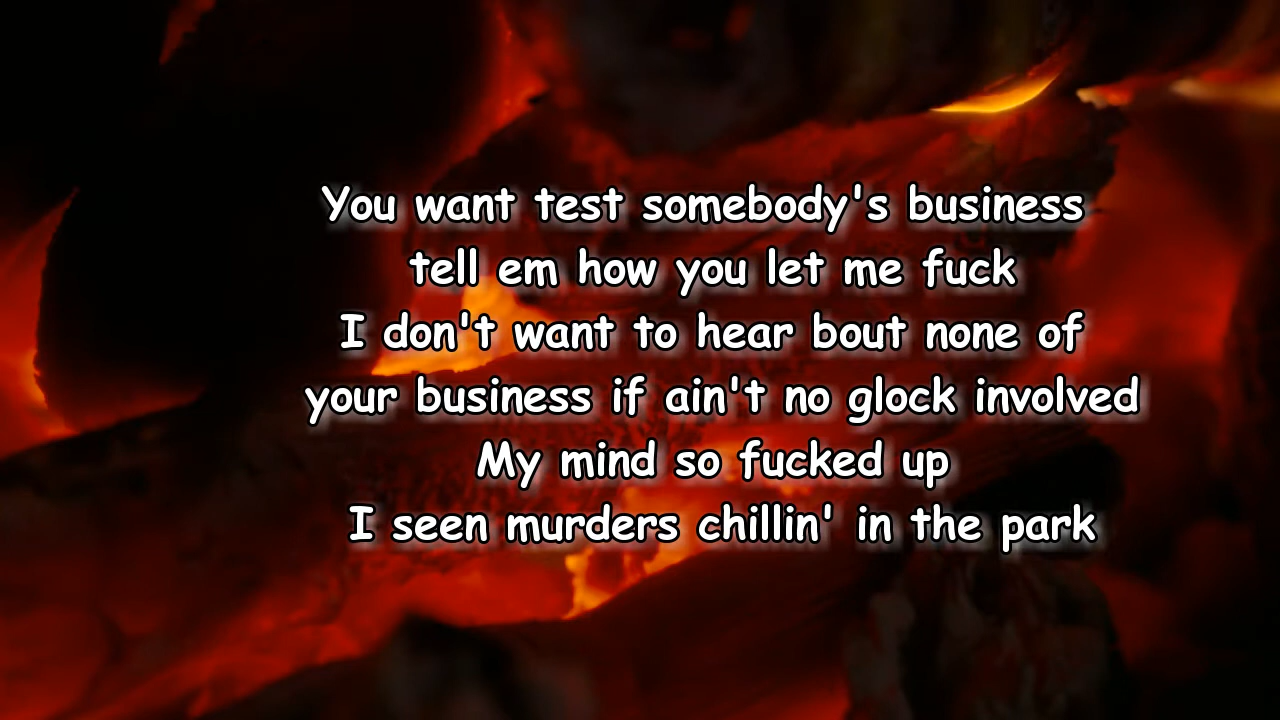 You want test somebody's business
tell em how you let me fuck
I don't want to hear bout none of
your business if ain't no glock involved
My mind so fucked up
I seen murders chillin' in the park